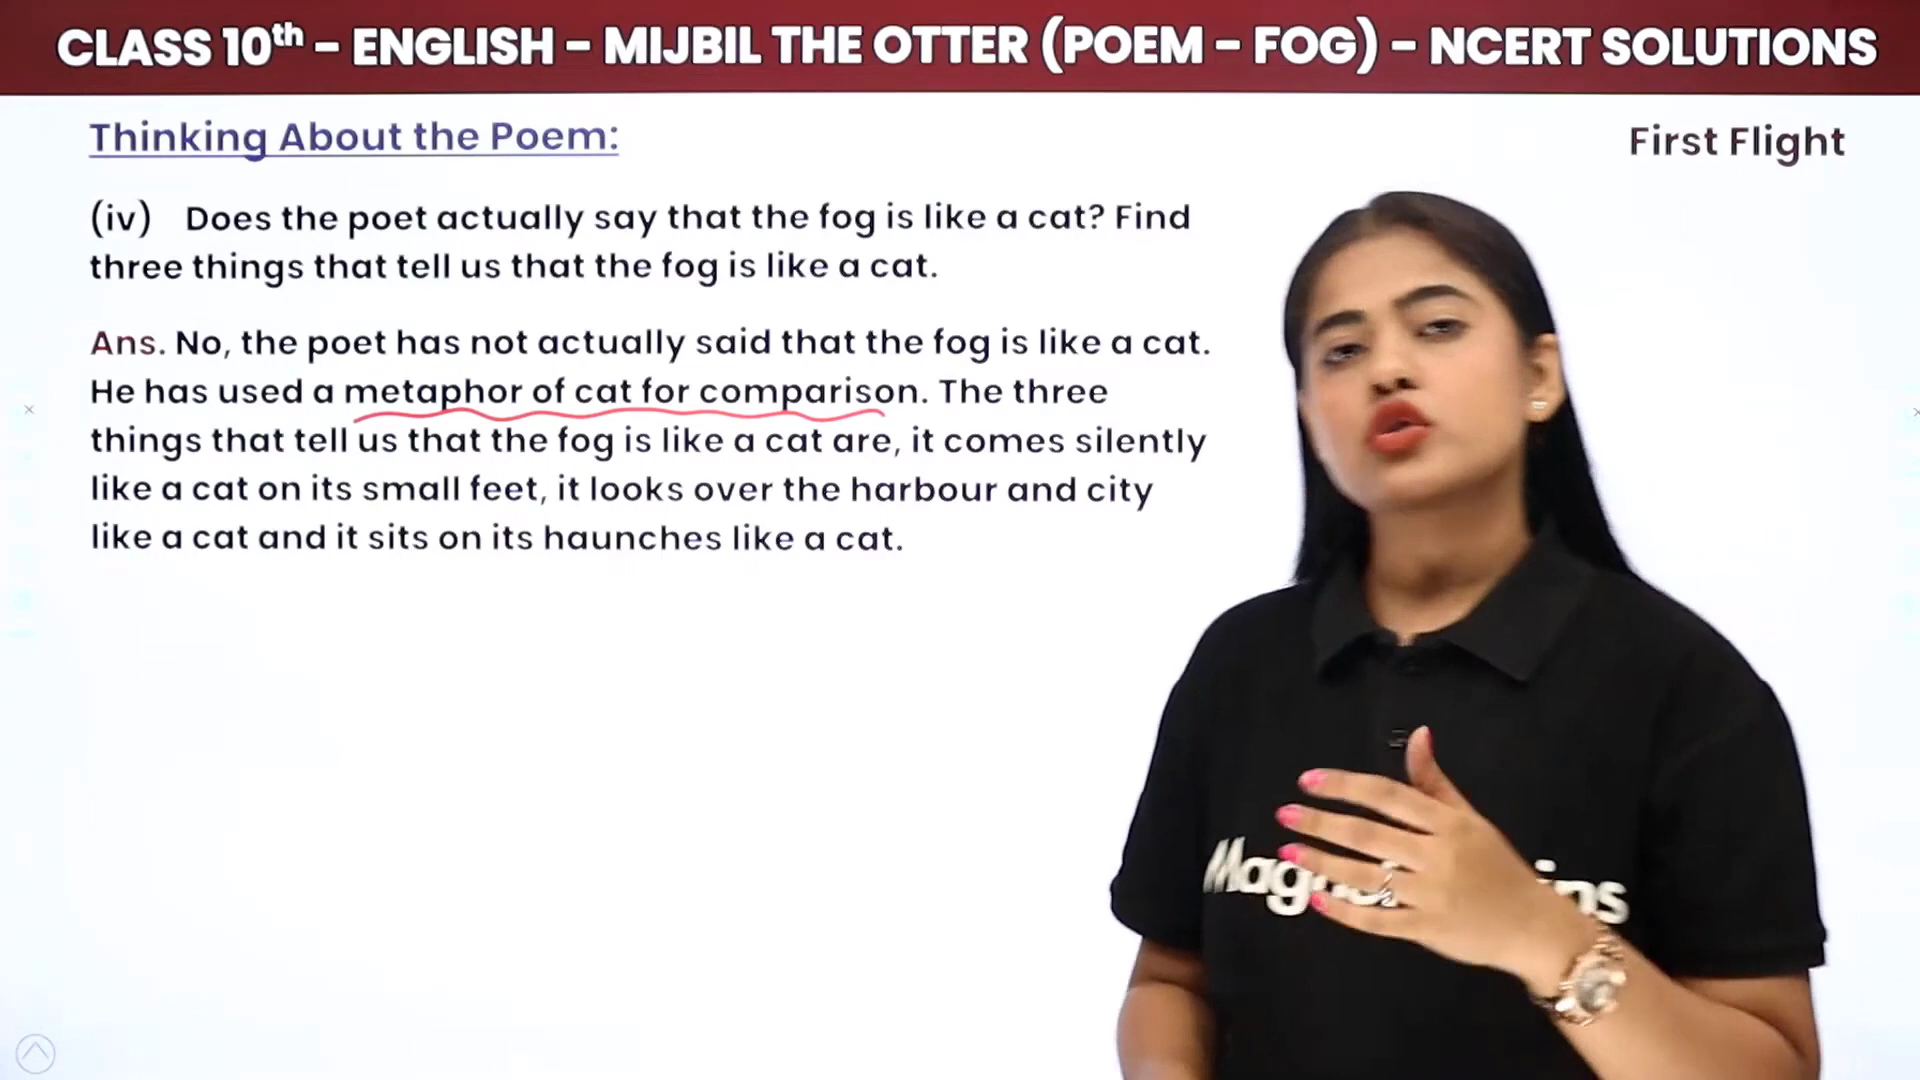 CLASS 10th – ENGLISH – MIJBIL THE OTTER (POEM – FOG) – NCERT SOLUTIONS
Thinking About the Poem:
First Flight
(iv) Does the poet actually say that the fog is like a cat? Find
three things that tell us that the fog is like a cat.
Ans. No, the poet has not actually said that the fog is like a cat.
He has used a metaphor of cat for comparison. The three
things that tell us that the fog is like a cat are, it comes silently
like a cat on its small feet, it looks over the harbour and city
like a cat and it sits on its haunches like a cat.